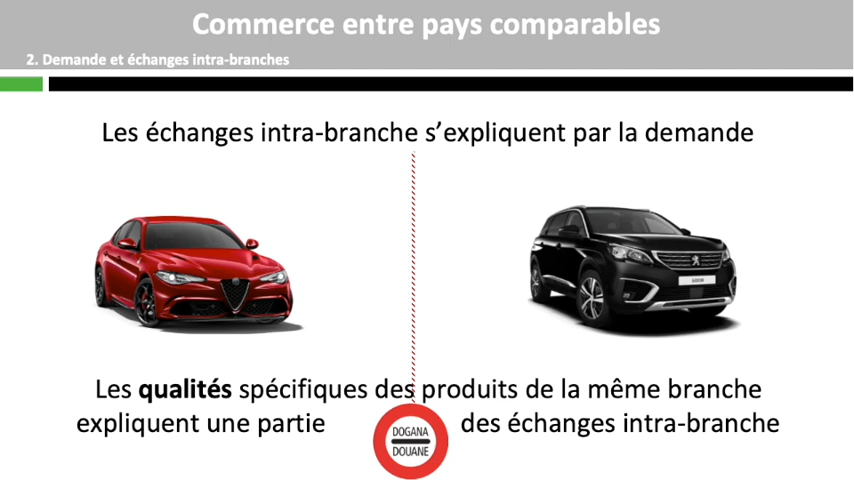 Commerce entre pays comparables
2. Demande et échanges intra-branches
Les échanges intra-branche s’expliquent par la demande
Les qualités spécifiques des produits de la même branche
expliquent une partie des échanges intra-branche
DOGANA
DOUANE